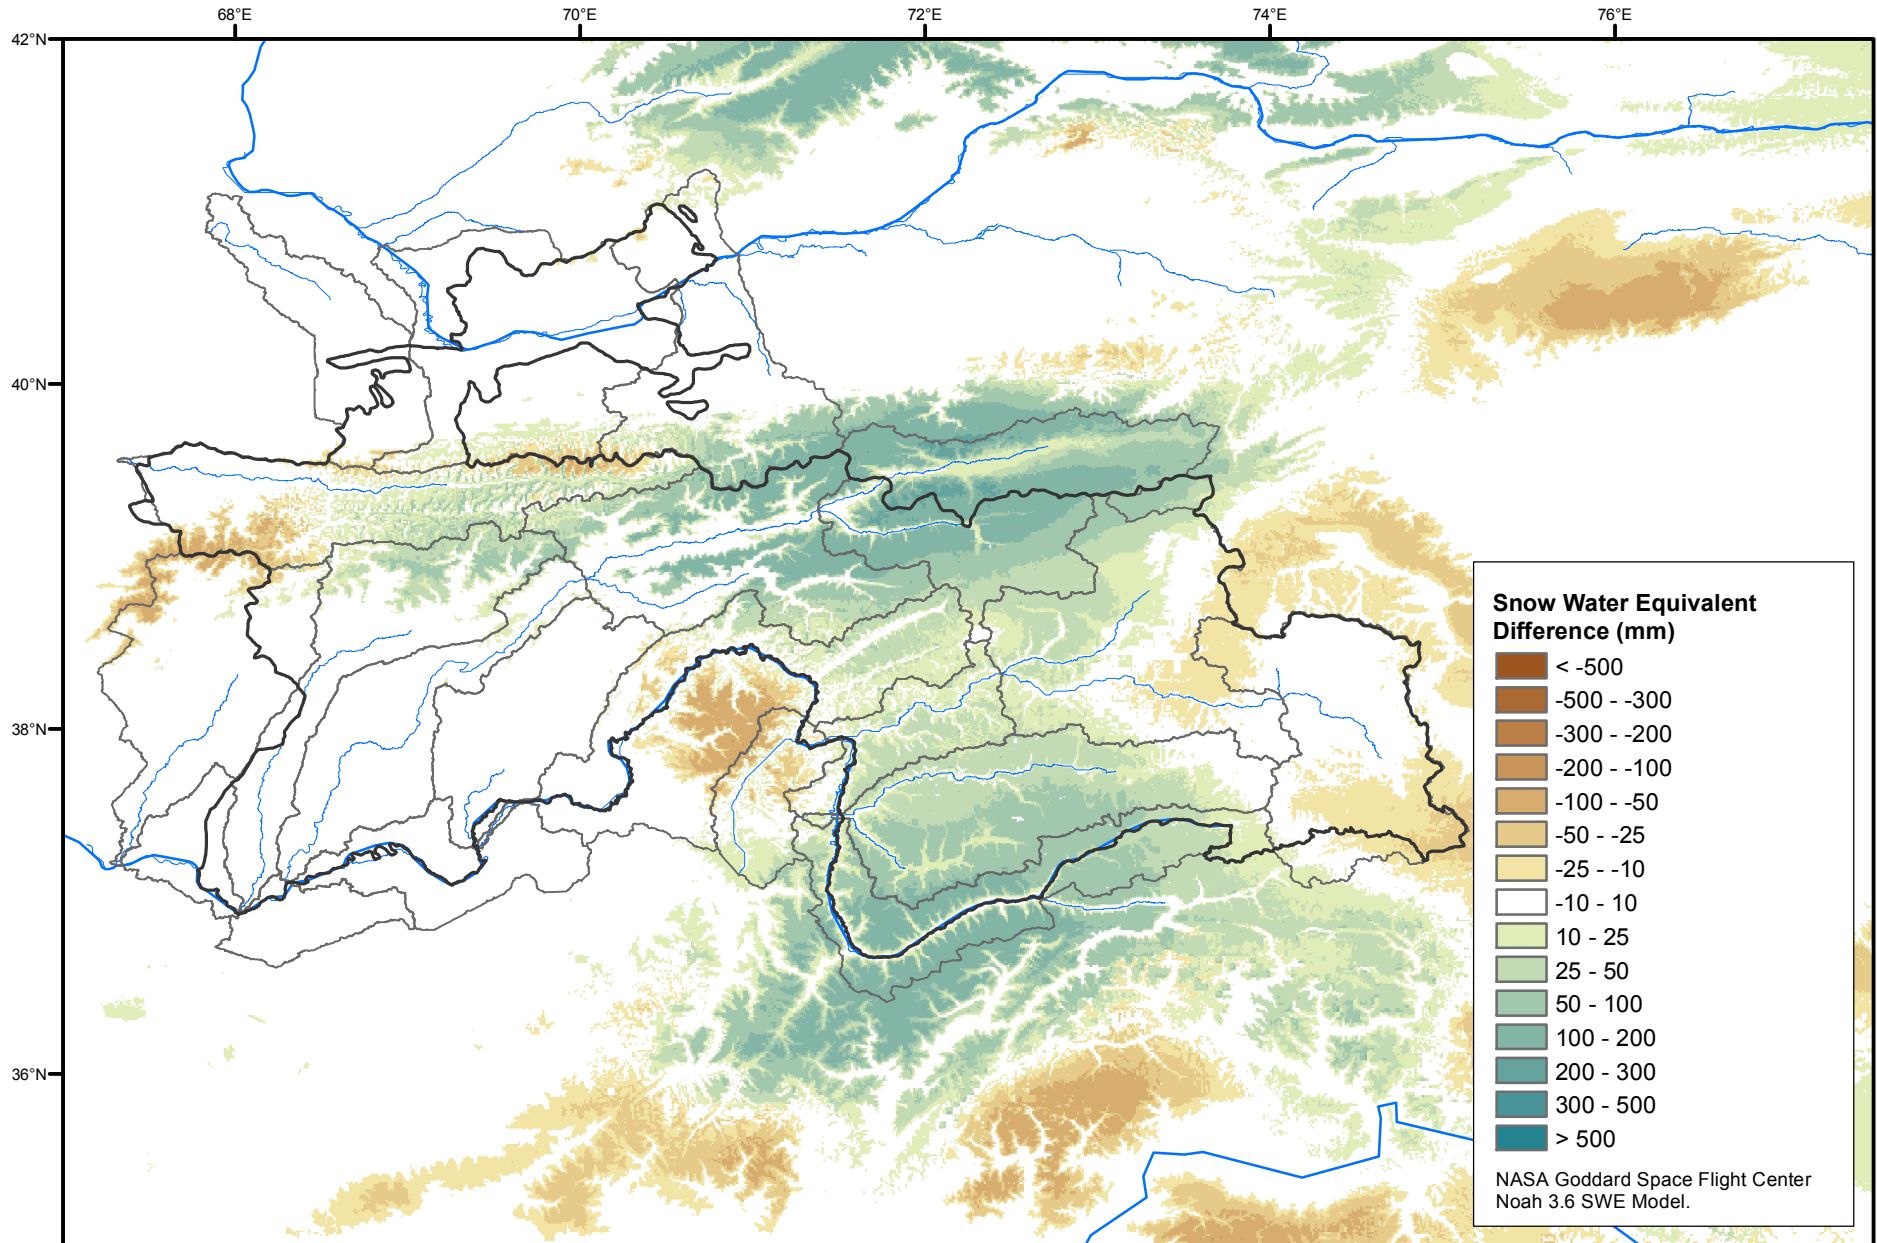 68°E 70°E 72°E 74°E 76°E
42°N
40°N
38°N
36°N
Snow Water Equivalent
Difference (mm)
< -500
-500 - -300
-300 - -200
-200 - -100
-100 - -50
-50 - -25
-25 - -10
-10 - 10
10 - 25
25 - 50
50 - 100
100 - 200
200 - 300
300 - 500
> 500
NASA Goddard Space Flight Center
Noah 3.6 SWE Model.